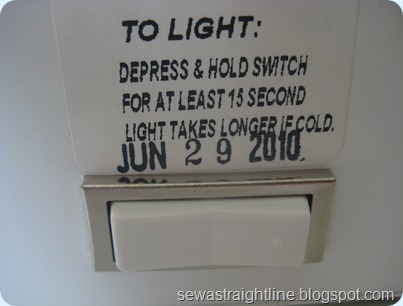 TO LIGHT:
DEPRESS & HOLD SWITCH
FOR AT LEAST 15 SECOND
LIGHT TAKES LONGER IF COLD.
JUN 29 2010
sewastraightline.blogspot.com